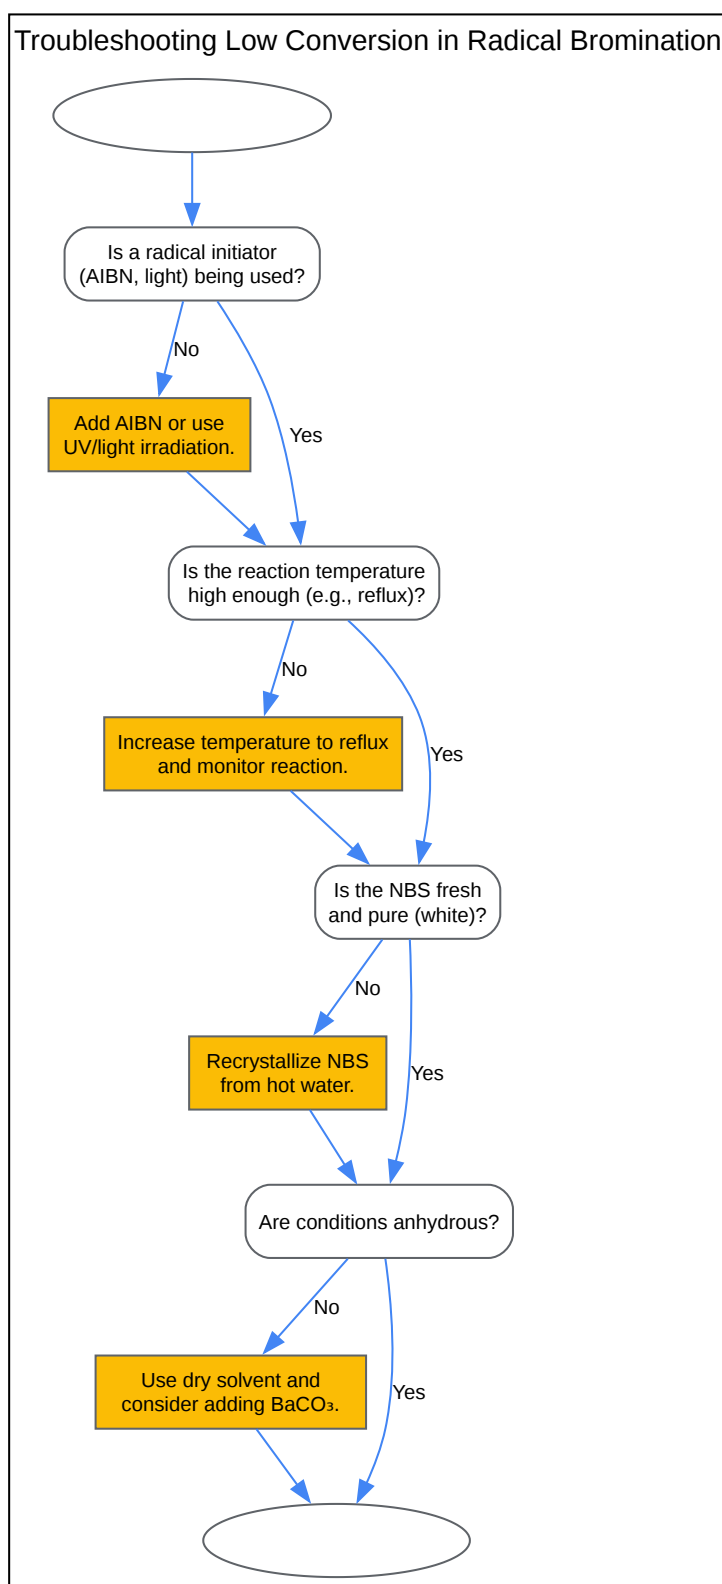 Troubleshooting Low Conversion in Radical Bromination
Is a radical initiator
(AIBN, light) being used?
No
Add AIBN or use
UV/light irradiation.
Yes
Is the reaction temperature
high enough (e.g., reflux)?
No
Increase temperature to reflux
and monitor reaction.
Yes
Is the NBS fresh
and pure (white)?
No
Recrystallize NBS
from hot water.
Yes
Are conditions anhydrous?
No
Use dry solvent and
consider adding BaCO₃.
Yes